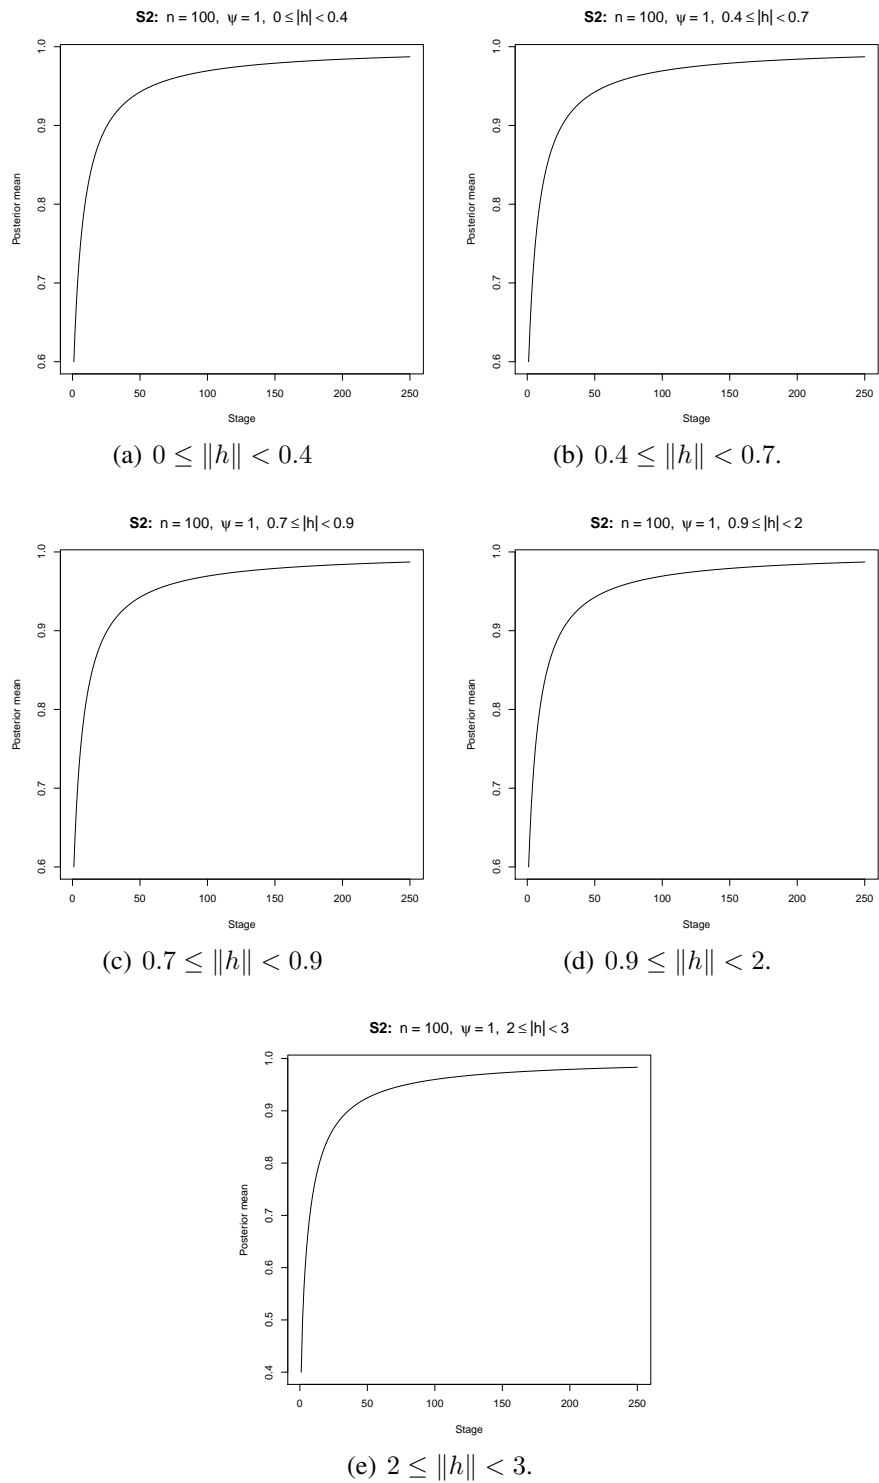 S2: n = 100, ψ = 1, 0 ≤ |h| < 0.4
1.0
0.9
0.8
0.7
0.6
Posterior mean
0 50 100 150 200 250
Stage
(a) 0 ≤ ‖h‖ < 0.4
S2: n = 100, ψ = 1, 0.4 ≤ |h| < 0.7
1.0
0.9
0.8
0.7
0.6
Posterior mean
0 50 100 150 200 250
Stage
(b) 0.4 ≤ ‖h‖ < 0.7.
S2: n = 100, ψ = 1, 0.7 ≤ |h| < 0.9
1.0
0.9
0.8
0.7
0.6
Posterior mean
0 50 100 150 200 250
Stage
(c) 0.7 ≤ ‖h‖ < 0.9
S2: n = 100, ψ = 1, 0.9 ≤ |h| < 2
1.0
0.9
0.8
0.7
0.6
Posterior mean
0 50 100 150 200 250
Stage
(d) 0.9 ≤ ‖h‖ < 2.
S2: n = 100, ψ = 1, 2 ≤ |h| < 3
1.0
0.9
0.8
0.7
0.6
0.5
0.4
Posterior mean
0 50 100 150 200 250
Stage
(e) 2 ≤ ‖h‖ < 3.